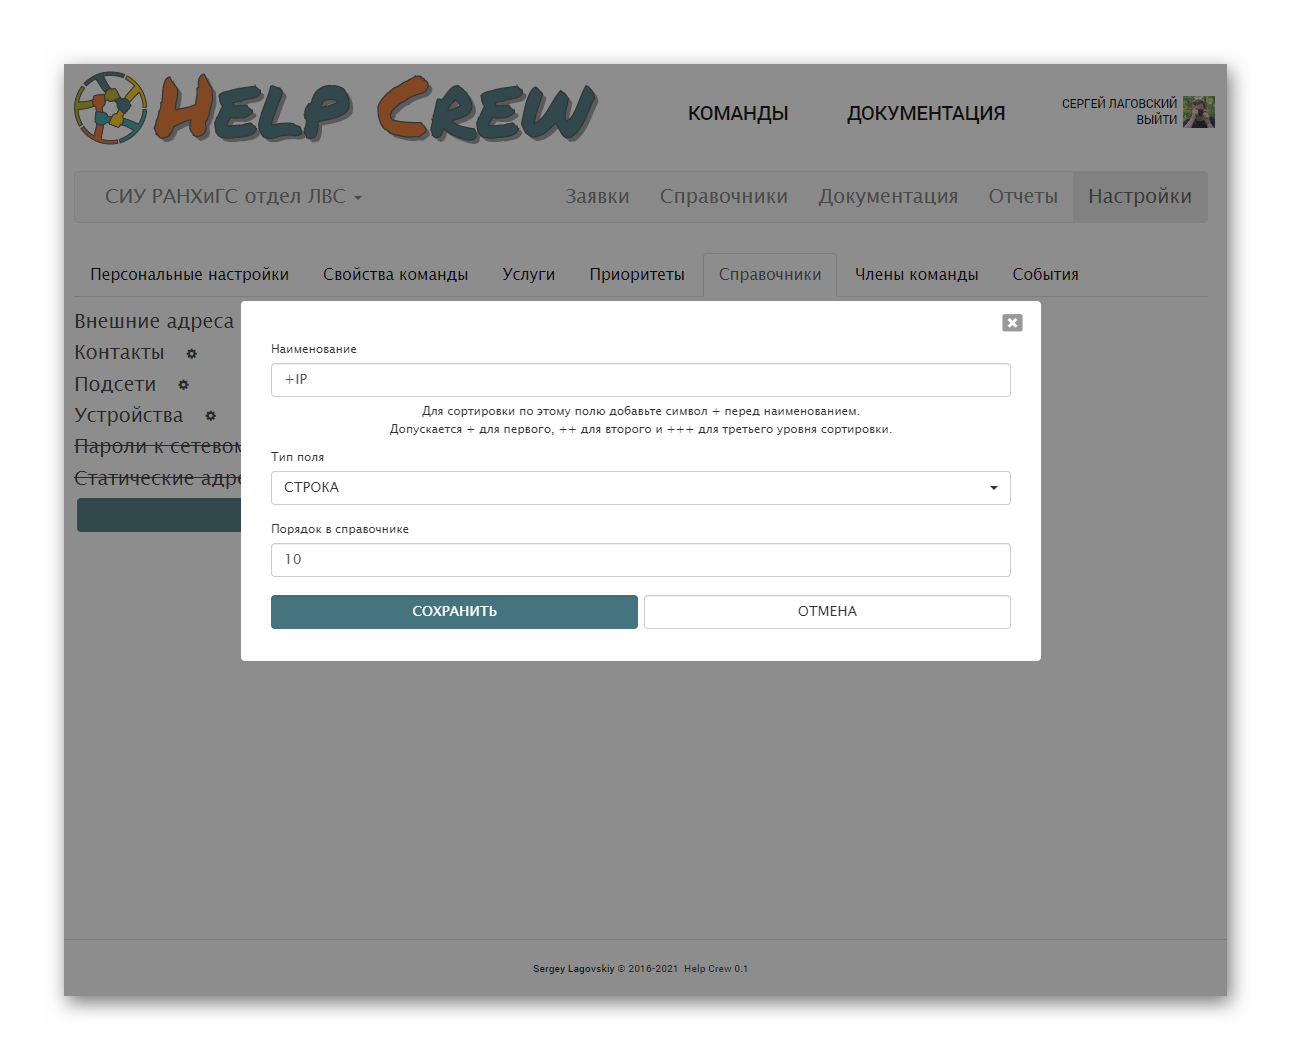 HELP CREW
КОМАНДЫ
ДОКУМЕНТАЦИЯ
СЕРГЕЙ ЛАГОВСКИЙ
ВЫЙТИ
СИУ РАНХиГС отдел ЛВС
Заявки
Справочники
Документация
Отчеты
Настройки
Персональные настройки
Свойства команды
Услуги
Приоритеты
Справочники
Члены команды
События
Внешние адреса
Контакты
Подсети
Устройства
Пароли к
Статические
Наименование
+IP
Для сортировки по этому полю добавьте символ + перед наименованием.
Допускается + для первого, ++ для второго и +++ для третьего уровня сортировки.
Тип поля
СТРОКА
Порядок в справочнике
10
СОХРАНИТЬ
ОТМЕНА
Sergey Lagovskiy © 2016-2021 Help Crew 0.1